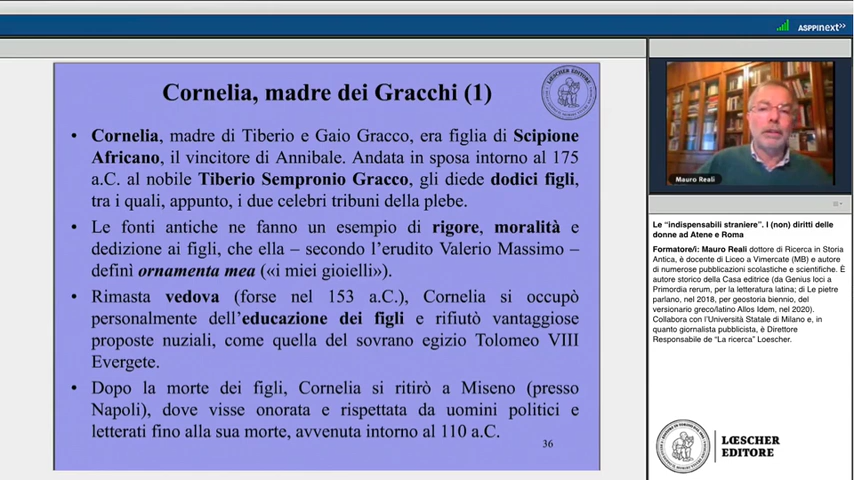 ASPPInext
Cornelia, madre dei Gracchi (1)
LOESCHER EDITORE
• Cornelia, madre di Tiberio e Gaio Gracco, era figlia di Scipione
Africano, il vincitore di Annibale. Andata in sposa intorno al 175
a.C. al nobile Tiberio Sempronio Gracco, gli diede dodici figli,
tra i quali, appunto, i due celebri tribuni della plebe.
• Le fonti antiche ne fanno un esempio di rigore, moralità e
dedizione ai figli, che ella – secondo l'erudito Valerio Massimo –
definì ornamenta mea («i miei gioielli»).
• Rimasta vedova (forse nel 153 a.C.), Cornelia si occupò
personalmente dell'educazione dei figli e rifiutò vantaggiose
proposte nuziali, come quella del sovrano egizio Tolomeo VIII
Evergete.
• Dopo la morte dei figli, Cornelia si ritirò a Miseno (presso
Napoli), dove visse onorata e rispettata da uomini politici e
letterati fino alla sua morte, avvenuta intorno al 110 a.C.
36
Mauro Reali
Le "indispensabili straniere". I (non) diritti delle
donne ad Atene e Roma
Formatore/i: Mauro Reali dottore di Ricerca in Storia
Antica, è docente di Liceo a Vimercate (MB) e autore
di numerose pubblicazioni scolastiche e scientifiche. È
autore storico della Casa editrice (da Genius loci a
Primordia rerum, per la letteratura latina; di Le pietre
parlano, nel 2018, per geostoria biennio, del
versionario greco/latino Allos Idem, nel 2020).
Collabora con l'Università Statale di Milano e, in
quanto giornalista pubblicista, è Direttore
Responsabile de "La ricerca" Loescher.
LŒSCHER
EDITORE